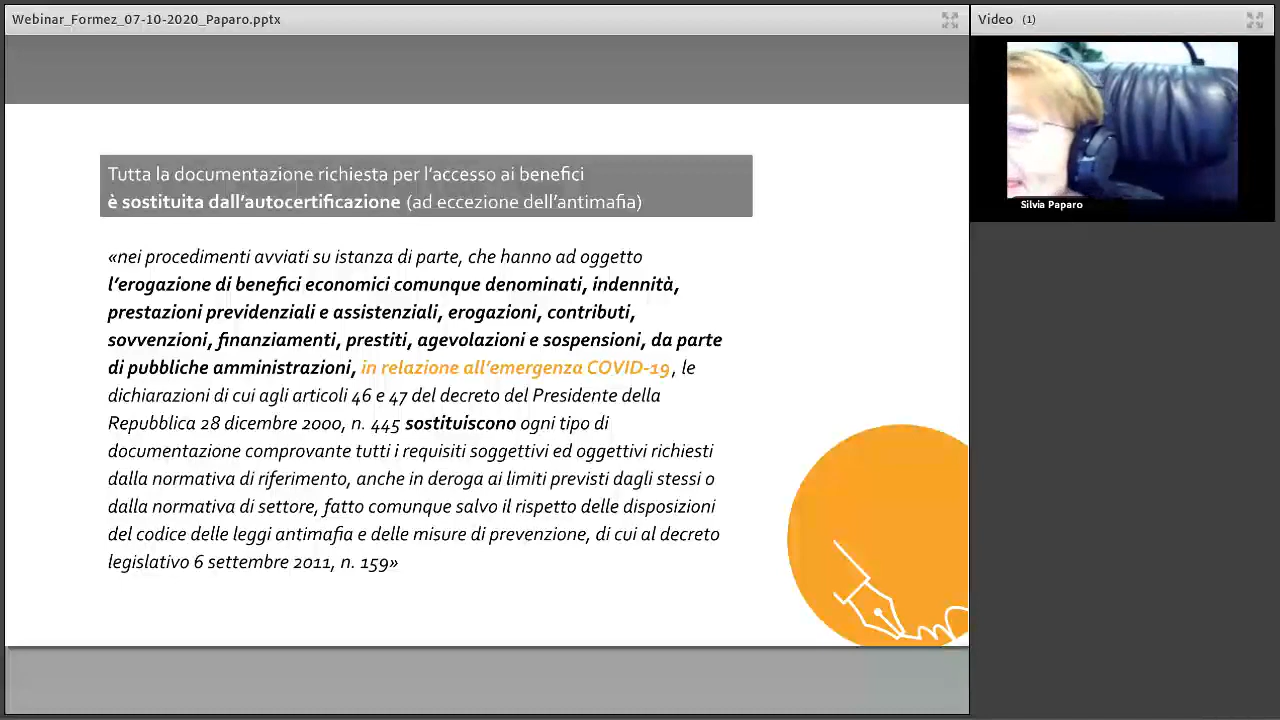 Webinar_Formez_07-10-2020_Paparo.pptx
Video (1)
Silvia Paparo
Tutta la documentazione richiesta per l'accesso ai benefici
è sostituita dall'autocertificazione (ad eccezione dell'antimafia)
«nei procedimenti avviati su istanza di parte, che hanno ad oggetto
l'erogazione di benefici economici comunque denominati, indennità,
prestazioni previdenziali e assistenziali, erogazioni, contributi,
sovvenzioni, finanziamenti, prestiti, agevolazioni e sospensioni, da parte
di pubbliche amministrazioni, in relazione all'emergenza COVID-19, le
dichiarazioni di cui agli articoli 46 e 47 del decreto del Presidente della
Repubblica 28 dicembre 2000, n. 445 sostituiscono ogni tipo di
documentazione comprovante tutti i requisiti soggettivi ed oggettivi richiesti
dalla normativa di riferimento, anche in deroga ai limiti previsti dagli stessi o
dalla normativa di settore, fatto comunque salvo il rispetto delle disposizioni
del codice delle leggi antimafia e delle misure di prevenzione, di cui al decreto
legislativo 6 settembre 2011, n. 159»